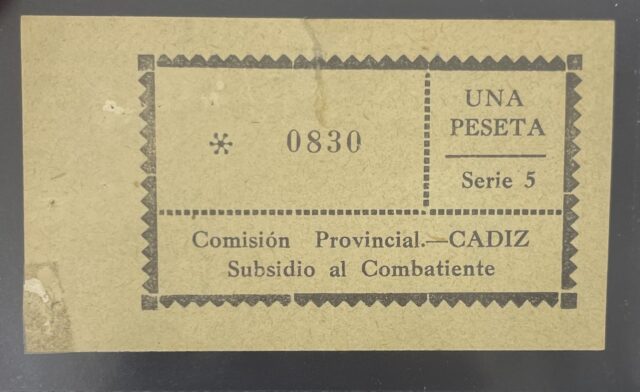 * 0830
UNA
PESETA
Serie 5
Comisión Provincial.—CADIZ
Subsidio al Combatiente